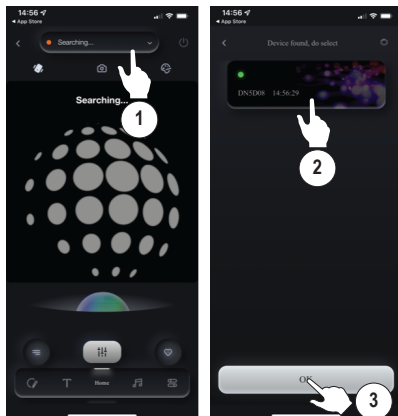 14:56
◂ App Store
Searching...
Searching...
1
T
Home
14:56
◂ App Store
Device found, do select
DN5D08 14:56:29
2
OK
3